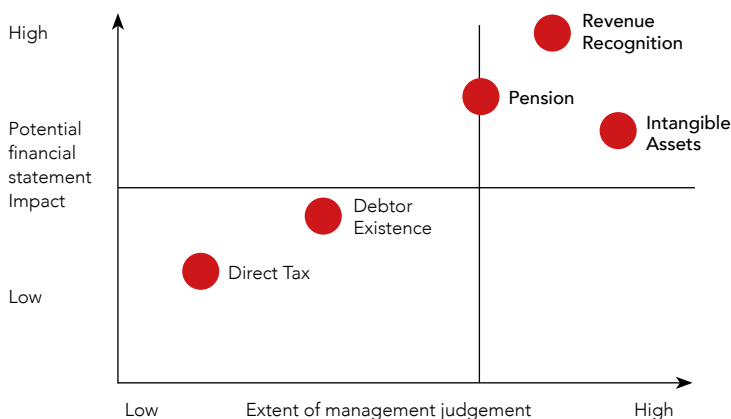 High
Revenue
Recognition
Pension
Intangible
Assets
Potential
financial
statement
Impact
Debtor
Existence
Direct Tax
Low
Low
Extent of management judgement
High